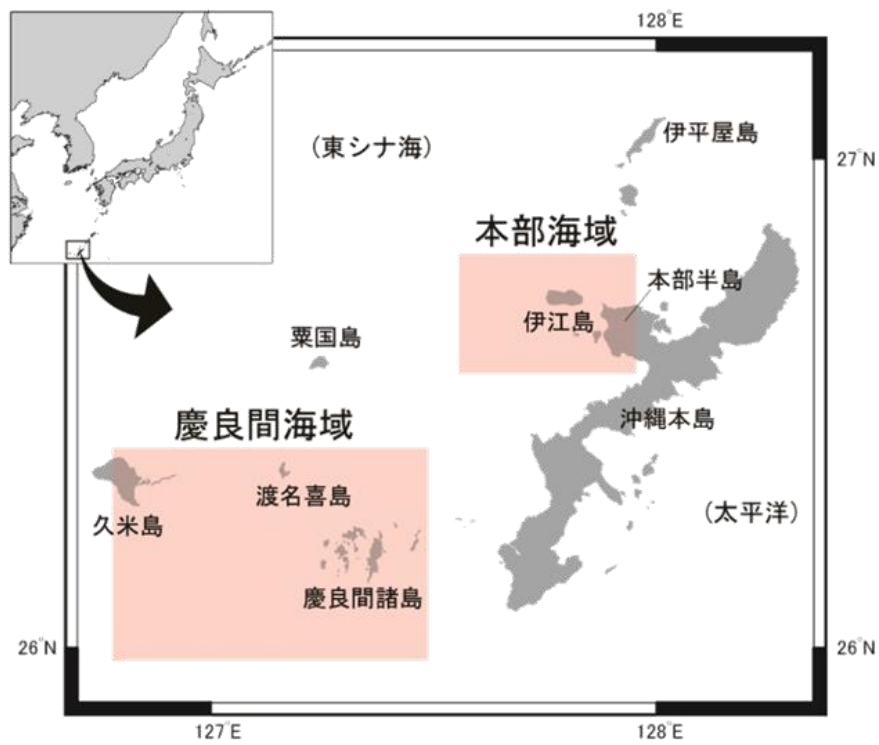 128°E
伊平屋島
(東シナ海)
27°N
本部海域
本部半島
伊江島
粟国島
慶良間海域
沖縄本島
渡名喜島
久米島
(太平洋)
慶良間諸島
26°N
26°N
127°E
128°E